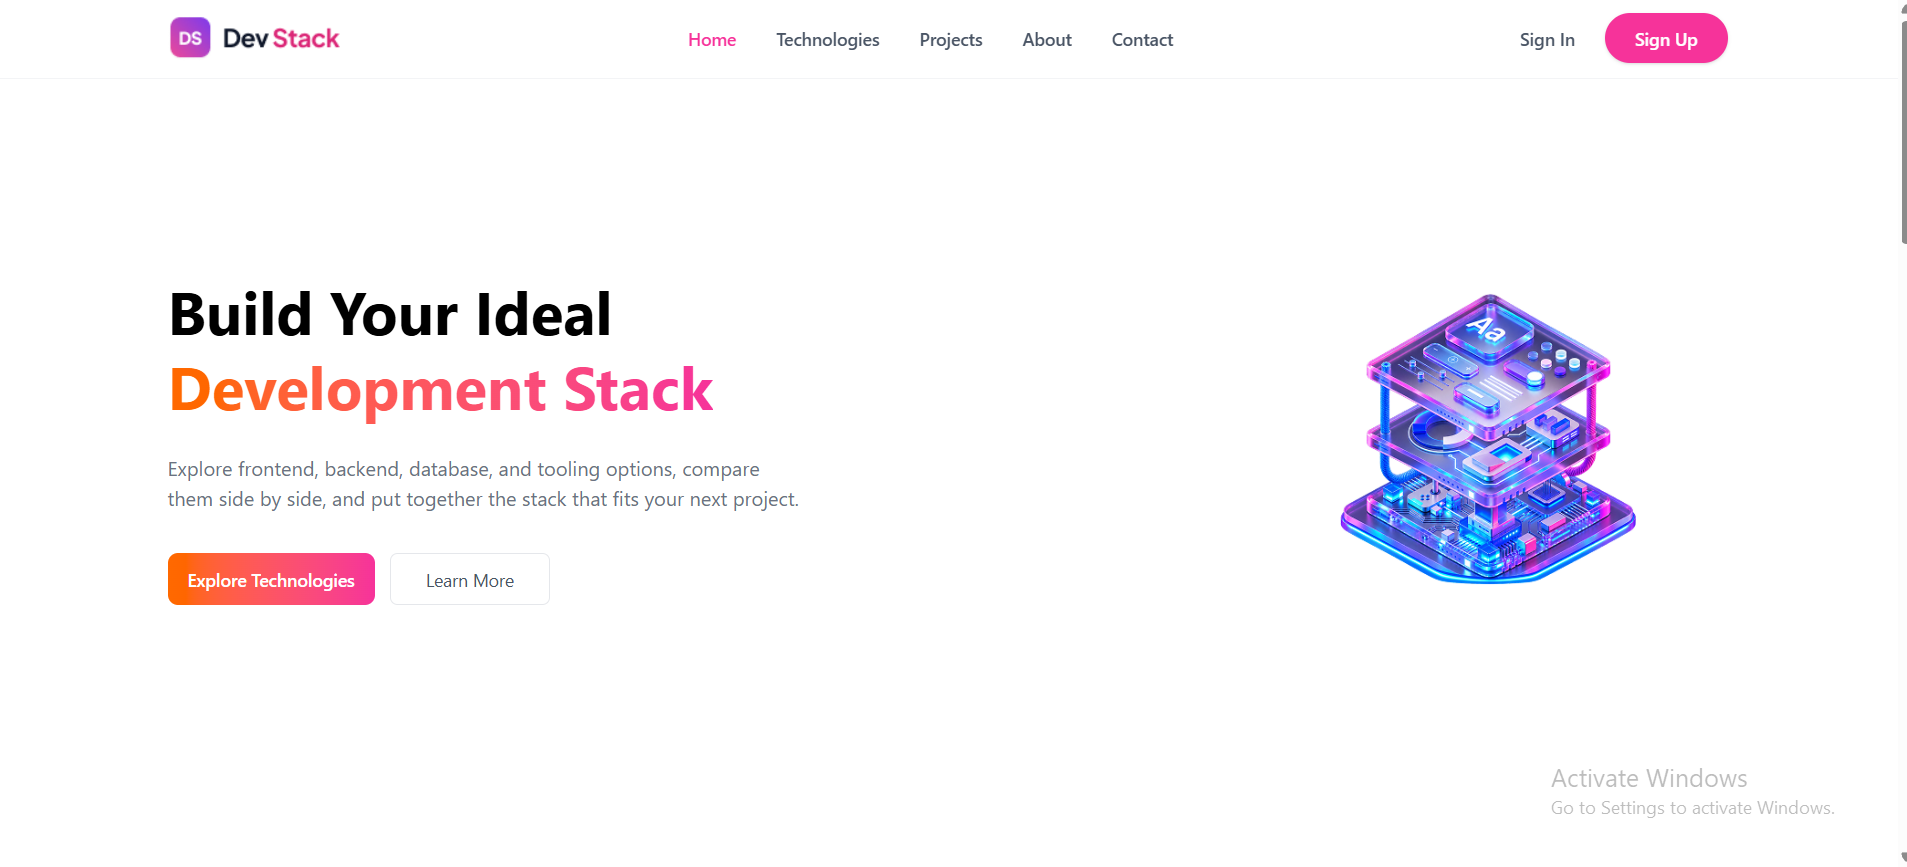 DS Dev Stack
Home Technologies Projects About Contact
Sign In Sign Up
Build Your Ideal
Development Stack
Explore frontend, backend, database, and tooling options, compare
them side by side, and put together the stack that fits your next project.
Explore Technologies Learn More
Aa
Activate Windows
Go to Settings to activate Windows.